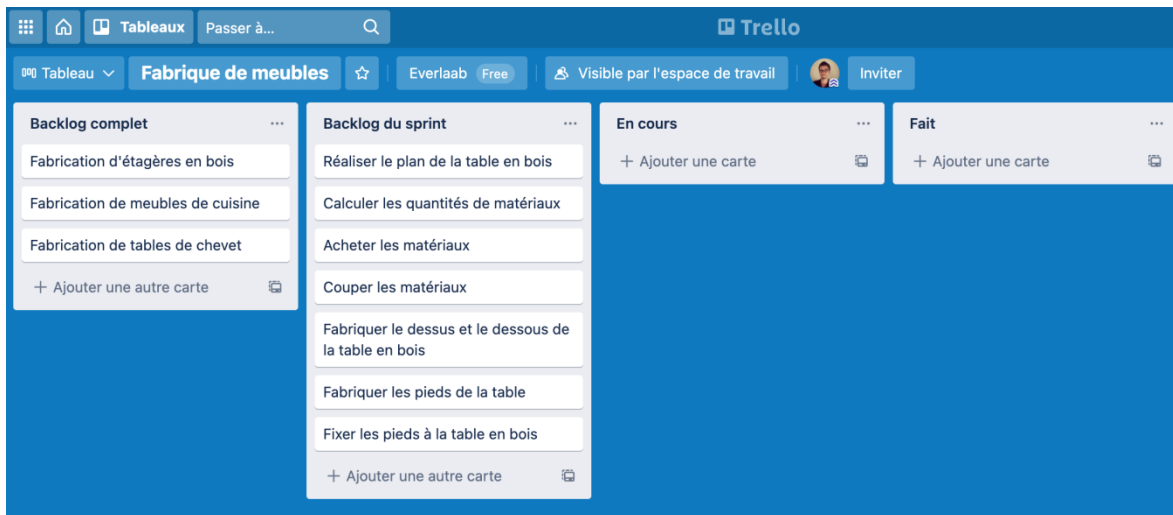 Tableaux
Passer à...
Trello
Tableau
Fabrique de meubles
Everlaab
Free
Visible par l'espace de travail
Inviter
Backlog complet
Fabrication d'étagères en bois
Fabrication de meubles de cuisine
Fabrication de tables de chevet
+ Ajouter une autre carte
Backlog du sprint
Réaliser le plan de la table en bois
Calculer les quantités de matériaux
Acheter les matériaux
Couper les matériaux
Fabriquer le dessus et le dessous de
la table en bois
Fabriquer les pieds de la table
Fixer les pieds à la table en bois
+ Ajouter une autre carte
En cours
+ Ajouter une carte
Fait
+ Ajouter une carte